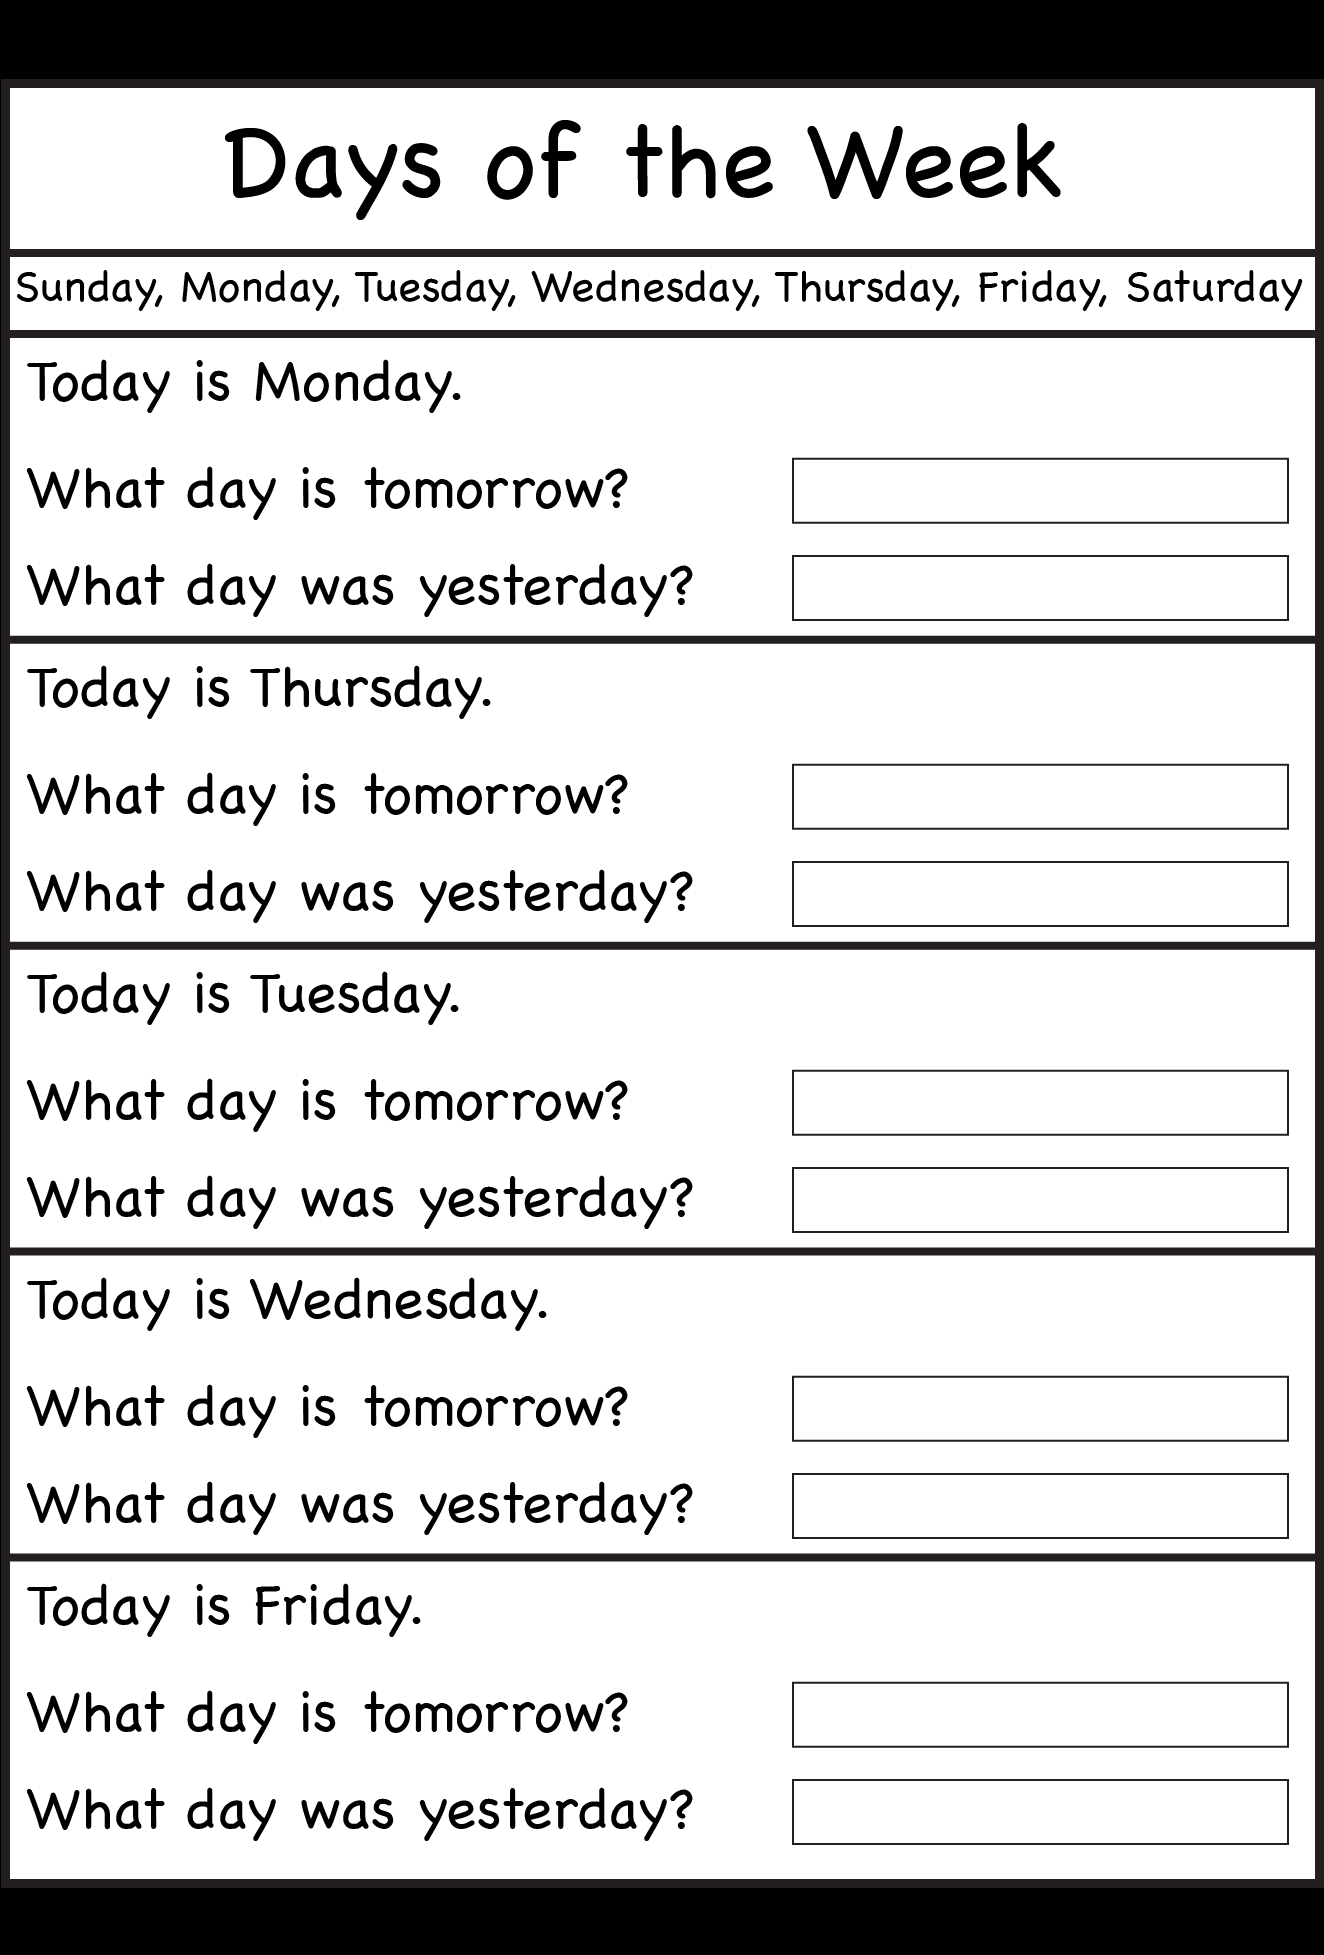 Days of the Week
Sunday, Monday, Tuesday, Wednesday, Thursday, Friday, Saturday
Today is Monday.
What day is tomorrow?
What day was yesterday?
Today is Thursday.
What day is tomorrow?
What day was yesterday?
Today is Tuesday.
What day is tomorrow?
What day was yesterday?
Today is Wednesday.
What day is tomorrow?
What day was yesterday?
Today is Friday.
What day is tomorrow?
What day was yesterday?